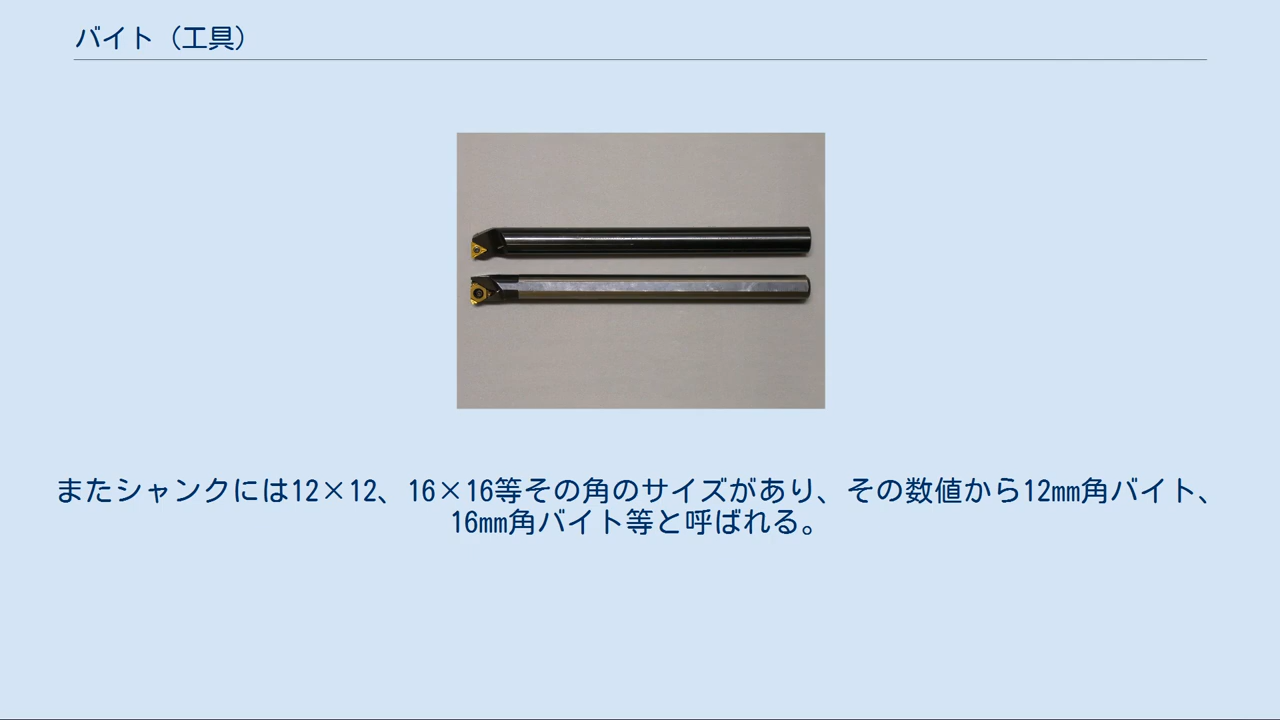 バイト（工具）
またシャンクには12×12、16×16等その角のサイズがあり、その数値から12mm角バイト、
16mm角バイト等と呼ばれる。